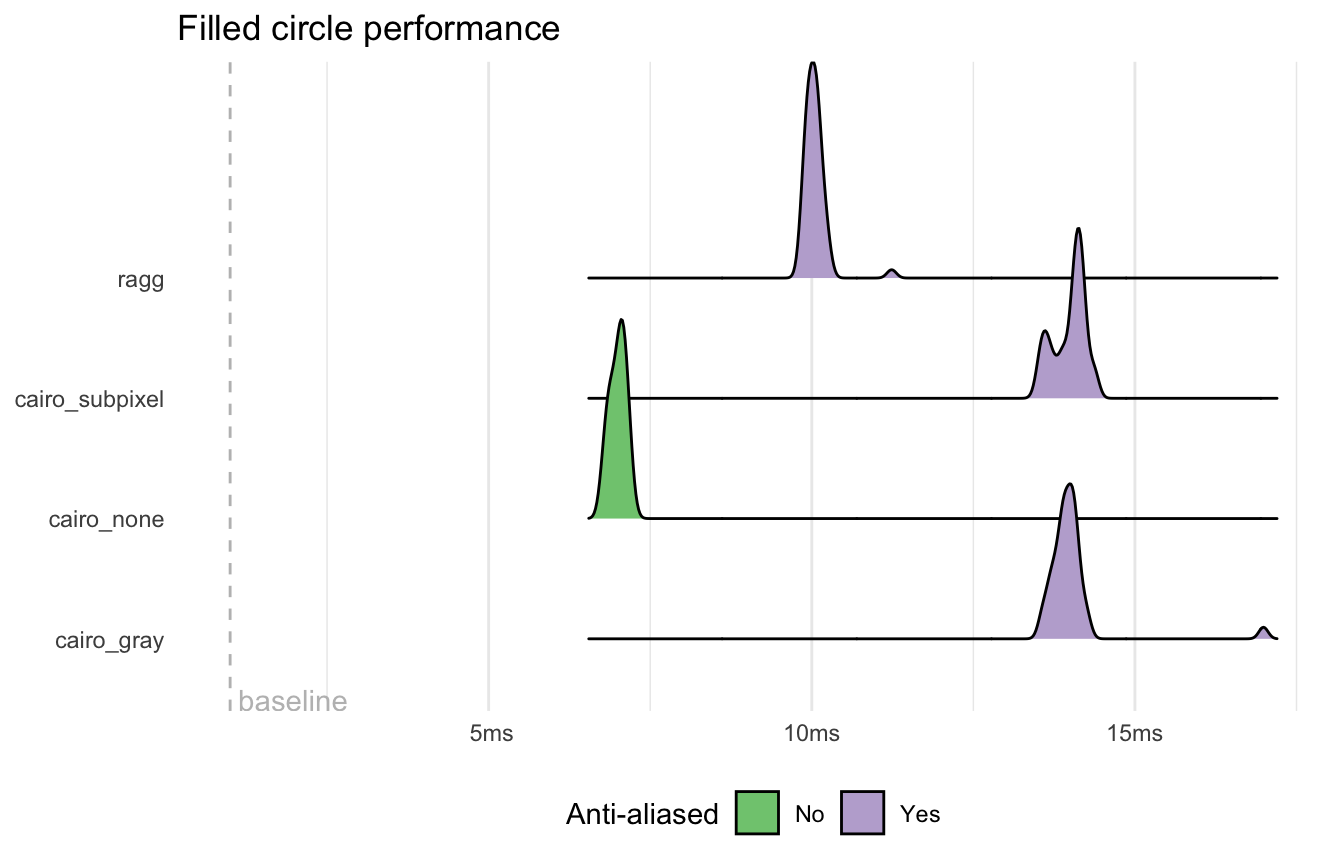 Filled circle performance
ragg
cairo_subpixel
cairo_none
cairo_gray
baseline
5ms 10ms 15ms
Anti-aliased No Yes